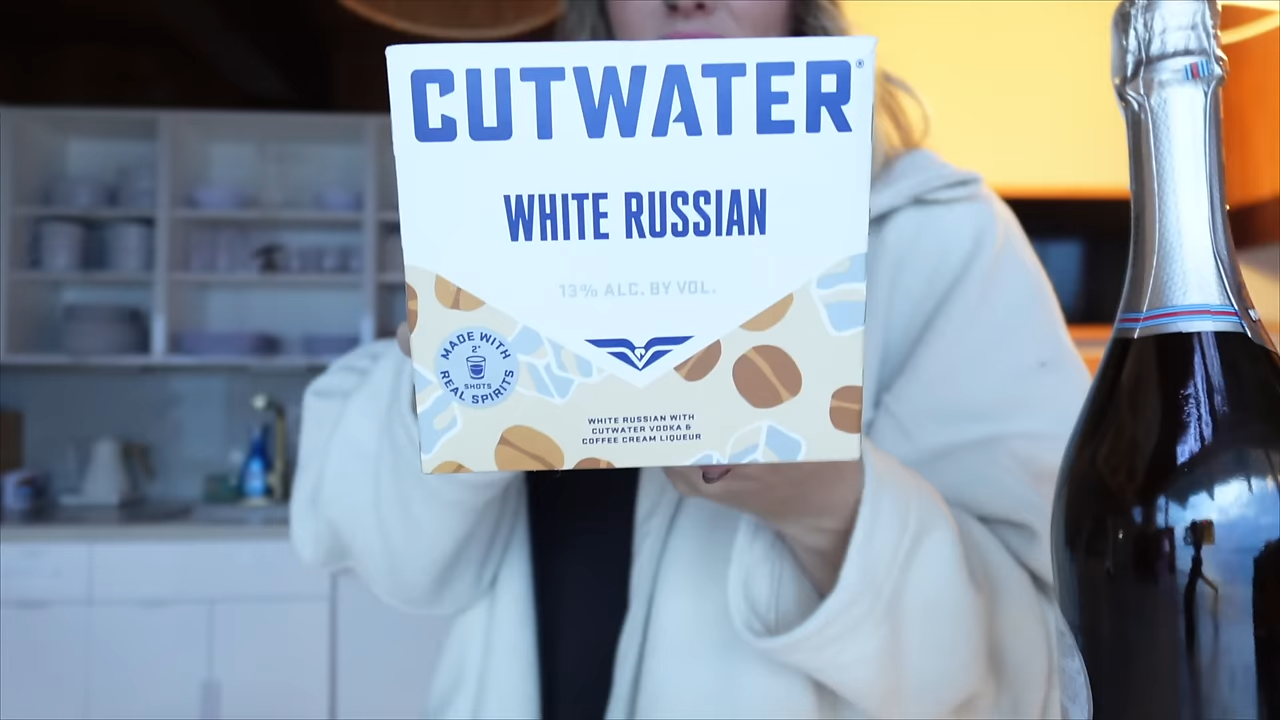 CUTWATER®
WHITE RUSSIAN
13% ALC. BY VOL.
MADE WITH
2*
SHOTS
REAL SPIRITS
WHITE RUSSIAN WITH
CUTWATER VODKA &
COFFEE CREAM LIQUEUR